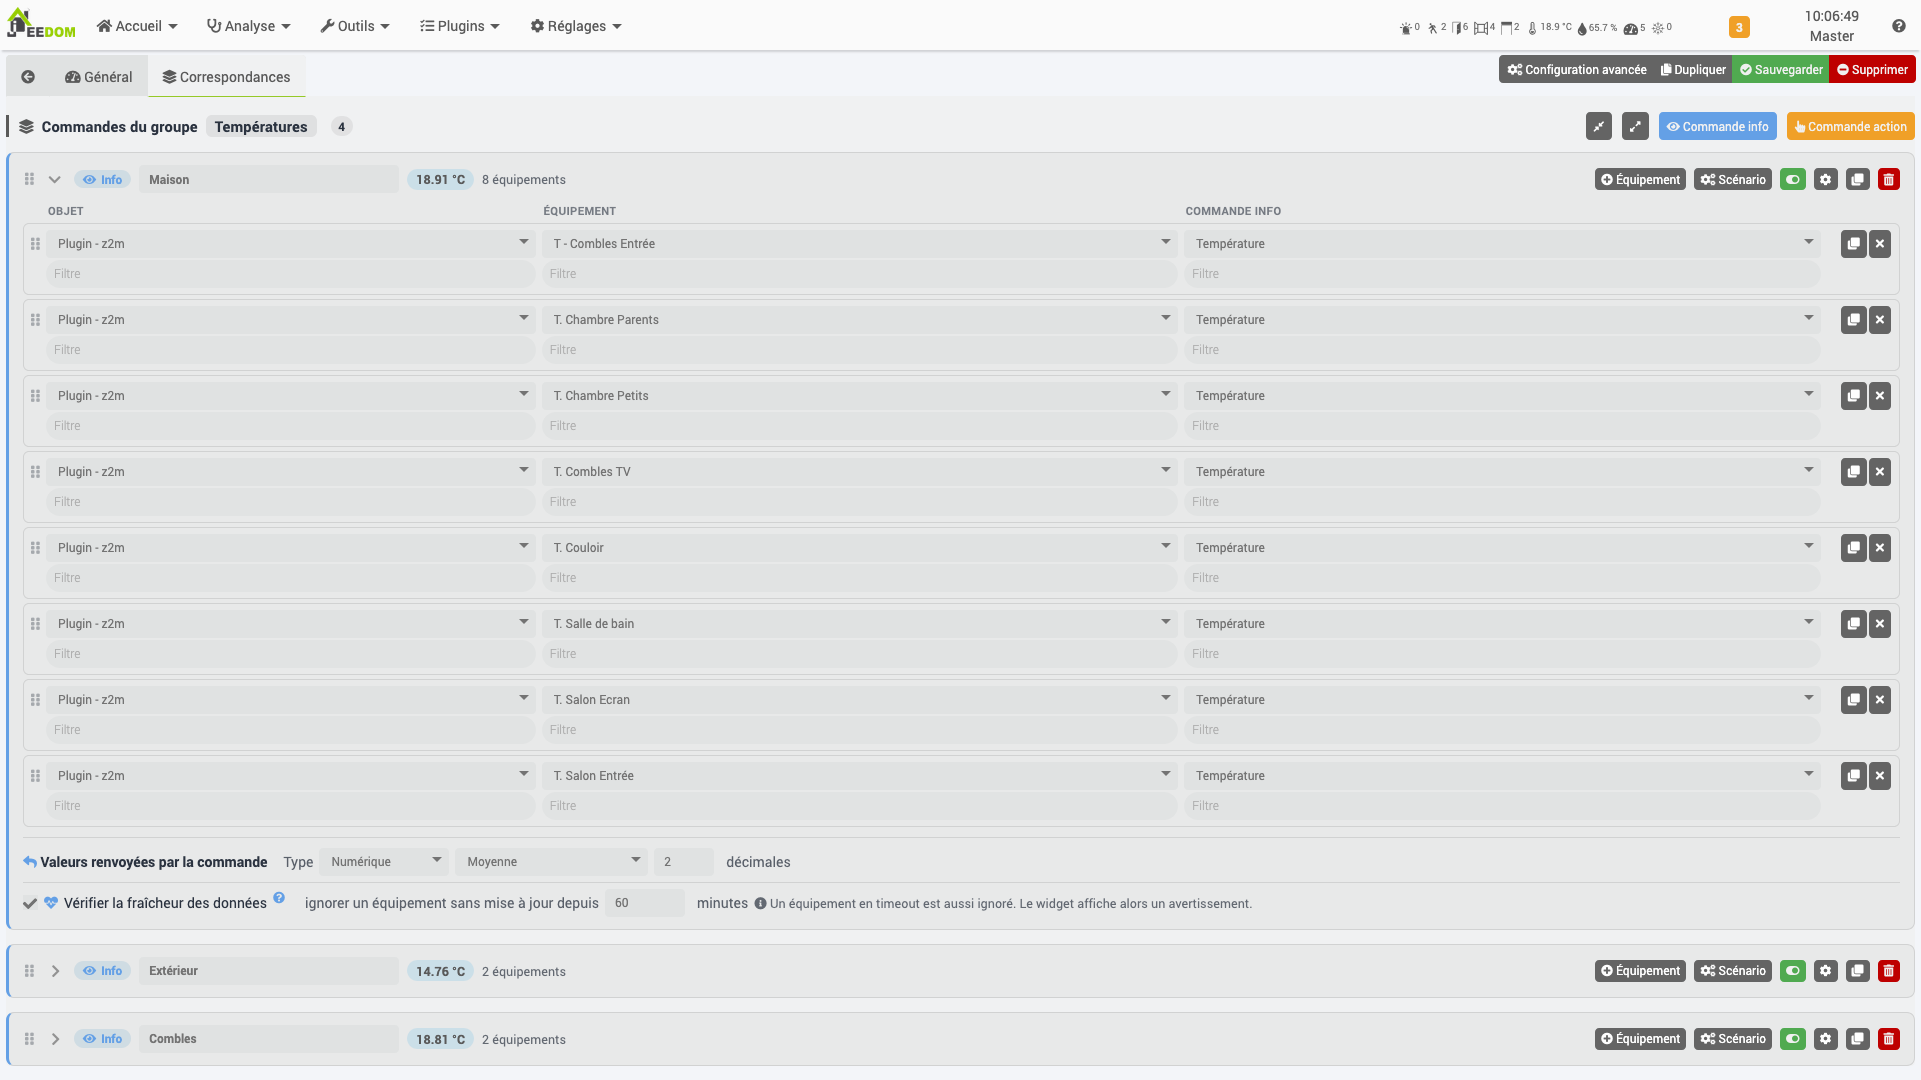 JEEDOM Accueil Analyse Outils Plugins Réglages 0 2 6 4 2 18.9 °C 65.7 % 5 0 3 10:06:49 Master
Général Correspondances Configuration avancée Dupliquer Sauvegarder Supprimer
Commandes du groupe Températures 4 Commande info Commande action
Info Maison 18.91 °C 8 équipements Équipement Scénario
OBJET ÉQUIPEMENT COMMANDE INFO
Plugin - z2m T - Combles Entrée Température
Filtre Filtre Filtre
Plugin - z2m T. Chambre Parents Température
Filtre Filtre Filtre
Plugin - z2m T. Chambre Petits Température
Filtre Filtre Filtre
Plugin - z2m T. Combles TV Température
Filtre Filtre Filtre
Plugin - z2m T. Couloir Température
Filtre Filtre Filtre
Plugin - z2m T. Salle de bain Température
Filtre Filtre Filtre
Plugin - z2m T. Salon Ecran Température
Filtre Filtre Filtre
Plugin - z2m T. Salon Entrée Température
Filtre Filtre Filtre
Valeurs renvoyées par la commande Type Numérique Moyenne 2 décimales
Vérifier la fraîcheur des données ignorer un équipement sans mise à jour depuis 60 minutes Un équipement en timeout est aussi ignoré. Le widget affiche alors un avertissement.
Info Extérieur 14.76 °C 2 équipements Équipement Scénario
Info Combles 18.81 °C 2 équipements Équipement Scénario